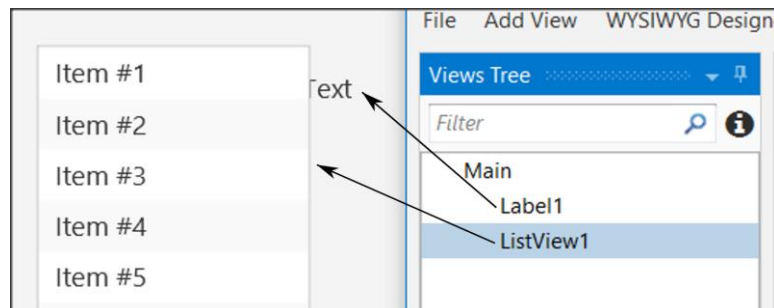 Item #1
Item #2
Item #3
Item #4
Item #5
Text
File Add View WYSIWYG Design
Views Tree
Filter
Main
Label1
ListView1